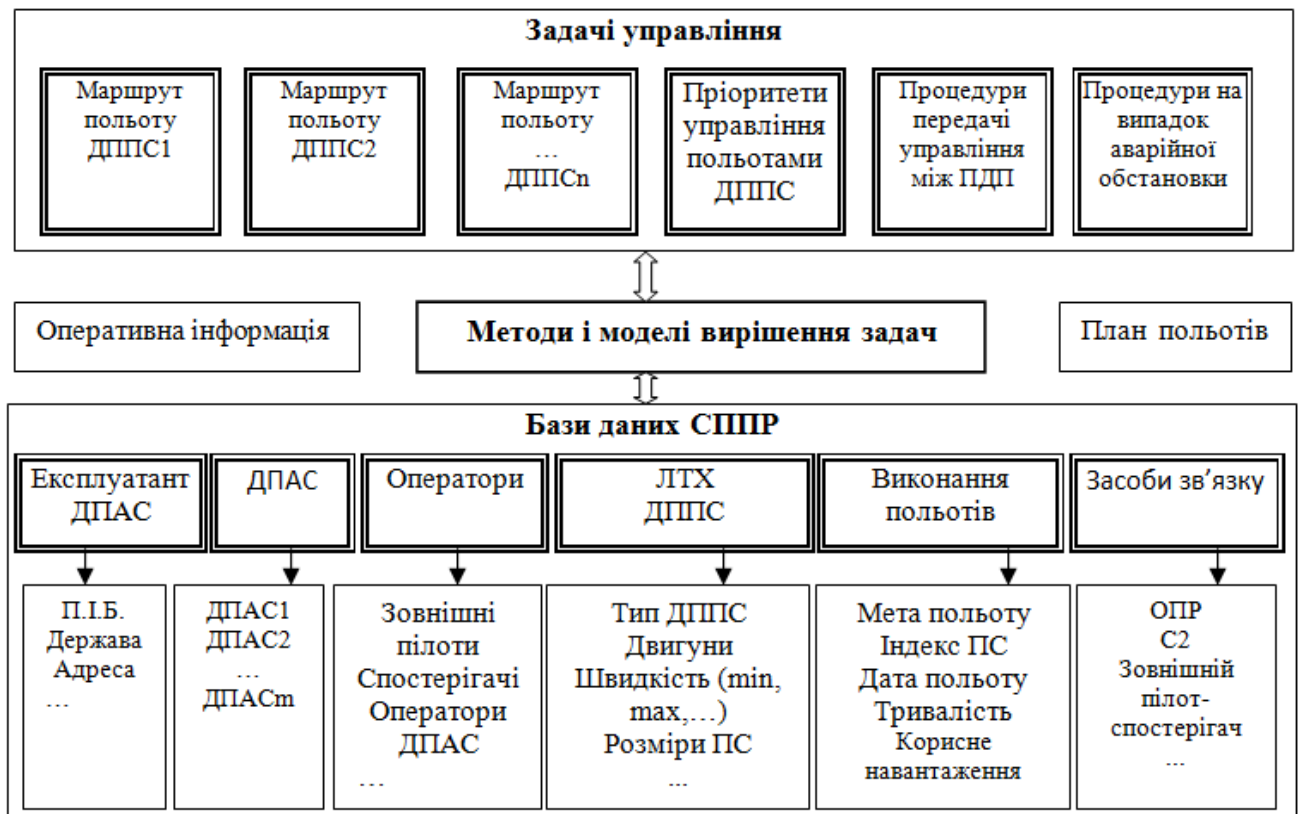 Задачі управління
Маршрут
польоту
ДППС1
Маршрут
польоту
ДППС2
Маршрут
польоту
…
ДППСn
Пріоритети
управління
польотами
ДППС
Процедури
передачі
управління
між ПДП
Процедури на
випадок
аварійної
обстановки
Оперативна інформація
Методи і моделі вирішення задач
План польотів
Бази даних СППР
Експлуатант
ДПАС
ДПАС
Оператори
ЛТХ
ДППС
Виконання
польотів
Засоби зв’язку
П.І.Б.
Держава
Адреса
…
ДПАС1
ДПАС2
…
ДПАСm
Зовнішні
пілоти
Спостерігачі
Оператори
ДПАС
…
Тип ДППС
Двигуни
Швидкість (min,
max,…)
Розміри ПС
...
Мета польоту
Індекс ПС
Дата польоту
Тривалість
Корисне
навантаження
ОПР
С2
Зовнішній
пілот-
спостерігач
...